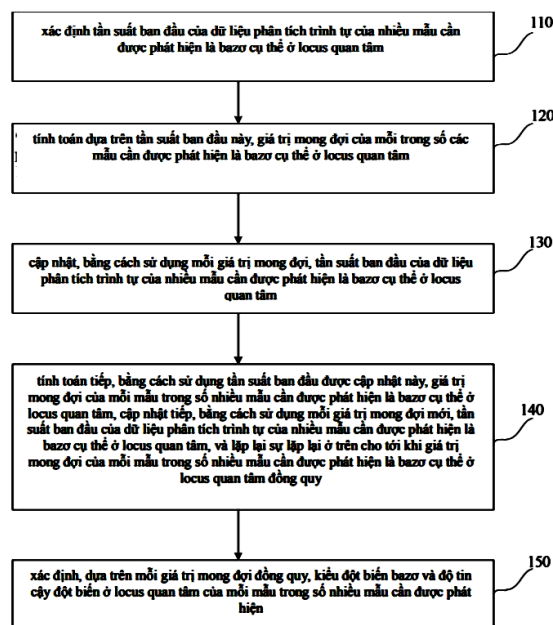 xác định tần suất ban đầu của dữ liệu phân tích trình tự của nhiều mẫu cần
được phát hiện là bazơ cụ thể ở locus quan tâm
110
tính toán dựa trên tần suất ban đầu này, giá trị mong đợi của mỗi trong số các
mẫu cần được phát hiện là bazơ cụ thể ở locus quan tâm
120
cập nhật, bằng cách sử dụng mỗi giá trị mong đợi, tần suất ban đầu của dữ liệu
phân tích trình tự của nhiều mẫu cần được phát hiện là bazơ cụ thể ở locus
quan tâm
130
tính toán tiếp, bằng cách sử dụng tần suất ban đầu được cập nhật này, giá trị
mong đợi của mỗi mẫu trong số nhiều mẫu cần được phát hiện là bazơ cụ thể ở
locus quan tâm, cập nhật tiếp, bằng cách sử dụng mỗi giá trị mong đợi mới, tần
suất ban đầu của dữ liệu phân tích trình tự của nhiều mẫu cần được phát hiện là
bazơ cụ thể ở locus quan tâm, và lặp lại sự lặp lại ở trên cho tới khi giá trị
mong đợi của mỗi mẫu trong số nhiều mẫu cần được phát hiện là bazơ cụ thể ở
locus quan tâm đồng quy
140
xác định, dựa trên mỗi giá trị mong đợi đồng quy, kiểu đột biến bazơ và độ tin
cậy đột biến ở locus quan tâm của mỗi mẫu trong số nhiều mẫu cần được phát
hiện
150